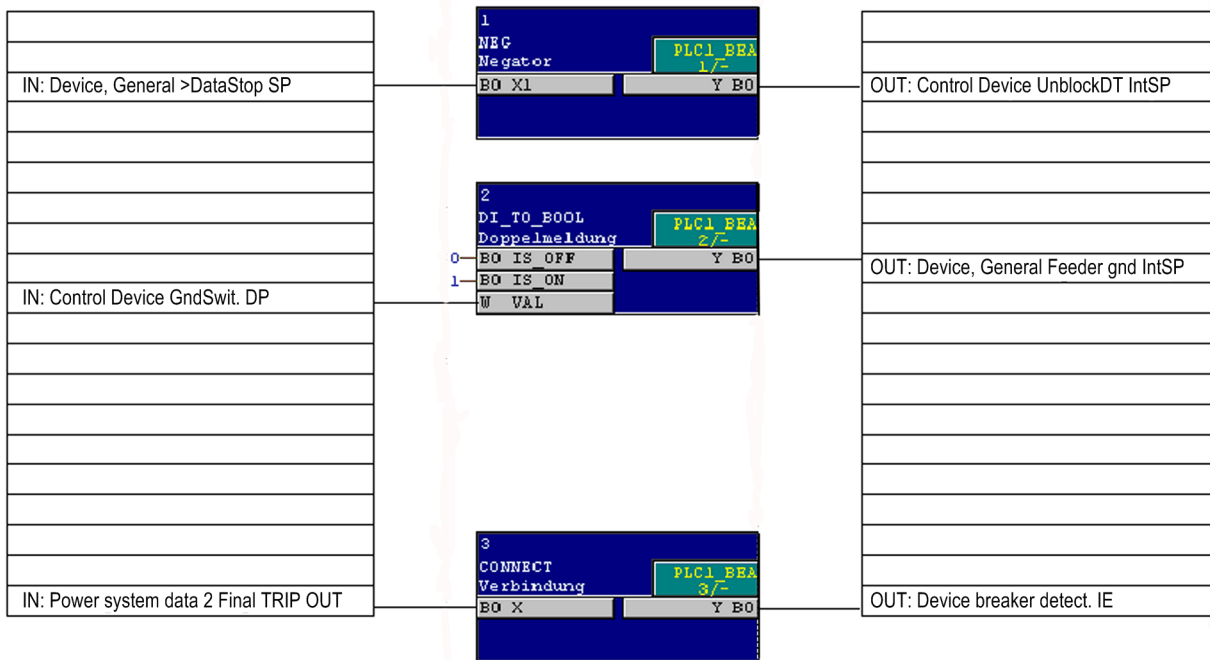 1
NEG
Negator
PLC1_BEA
1/-
IN: Device, General >DataStop SP
BO X1
Y BO
OUT: Control Device UnblockDT IntSP
2
DI_TO_BOOL
Doppelmeldung
PLC1_BEA
2/-
0
BO IS_OFF
Y BO
OUT: Device, General Feeder gnd IntSP
1
BO IS_ON
IN: Control Device GndSwit. DP
W VAL
3
CONNECT
Verbindung
PLC1_BEA
3/-
IN: Power system data 2 Final TRIP OUT
BO X
Y BO
OUT: Device breaker detect. IE